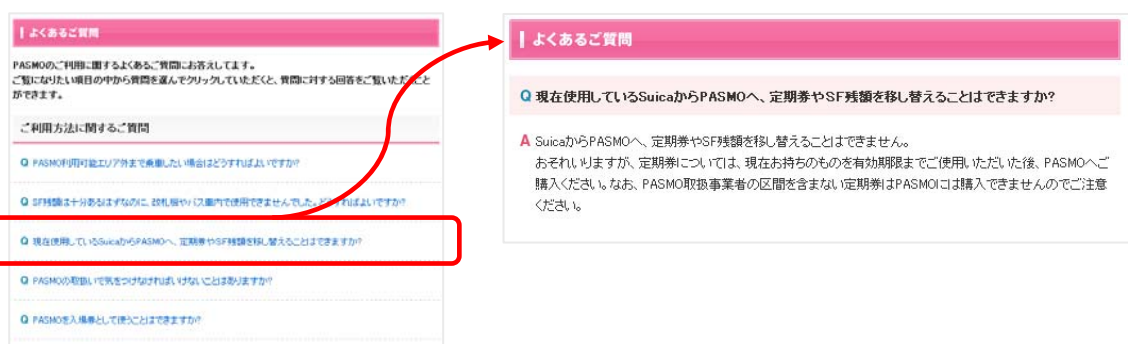 よくあるご質問
PASMOのご利用に関するよくあるご質問にお答えしてます。
ご覧になりたい項目の中から質問を選んでクリックしていただくと、質問に対する回答をご覧いただくこと
ができます。
ご利用方法に関するご質問
Q PASMO利用可能エリア外まで乗車したい場合はどうすればよいですか?
Q SF残額は十分あるはずなのに、改札機やバス車内で使用できませんでした。どうすればよいですか?
Q 現在使用しているSuicaからPASMOへ、定期券やSF残額を移し替えることはできますか?
Q PASMOの取扱いで気をつけなければいけないことはありますか?
Q PASMOを入場券として使うことはできますか?
よくあるご質問
Q 現在使用しているSuicaからPASMOへ、定期券やSF残額を移し替えることはできますか?
A SuicaからPASMOへ、定期券やSF残額を移し替えることはできません。
おそれいりますが、定期券については、現在お持ちのものを有効期限までご使用いただいた後、PASMOへご
購入ください。なお、PASMO取扱事業者の区間を含まない定期券はPASMOには購入できませんのでご注意
ください。